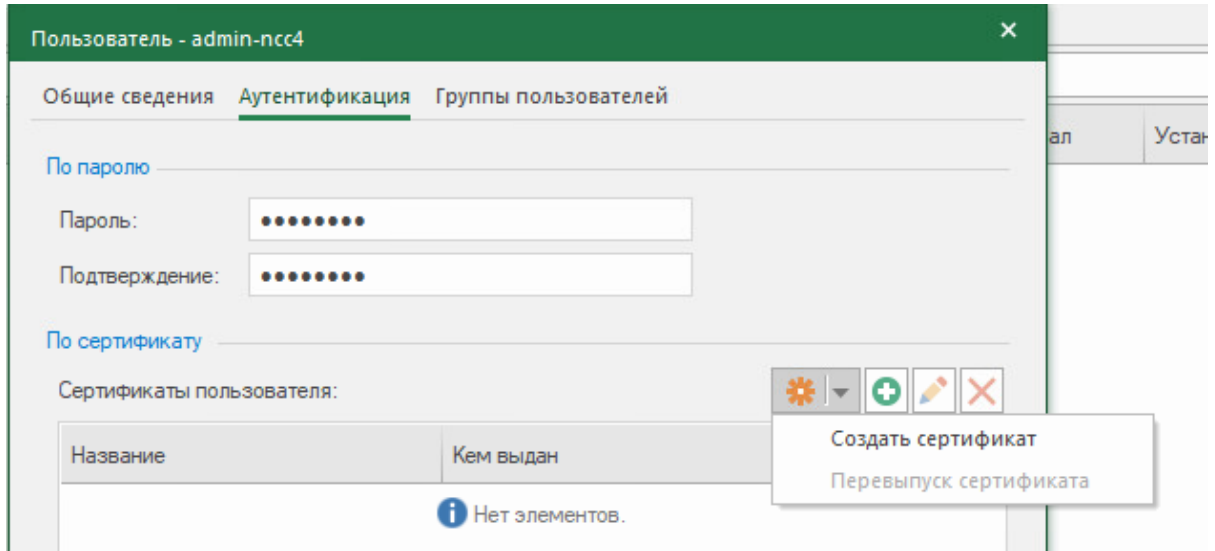 Пользователь - admin-ncc4
Общие сведения Аутентификация Группы пользователей
По паролю
Пароль: ●●●●●●●●
Подтверждение: ●●●●●●●●
По сертификату
Сертификаты пользователя:
Название Кем выдан
Нет элементов.
Создать сертификат
Перевыпуск сертификата
ал Устан